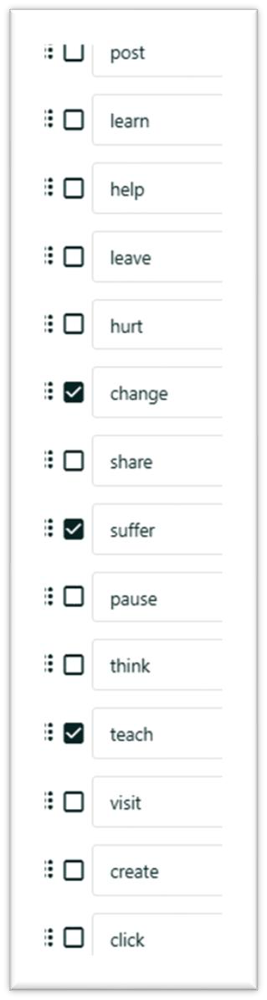 post
learn
help
leave
hurt
change
share
suffer
pause
think
teach
visit
create
click